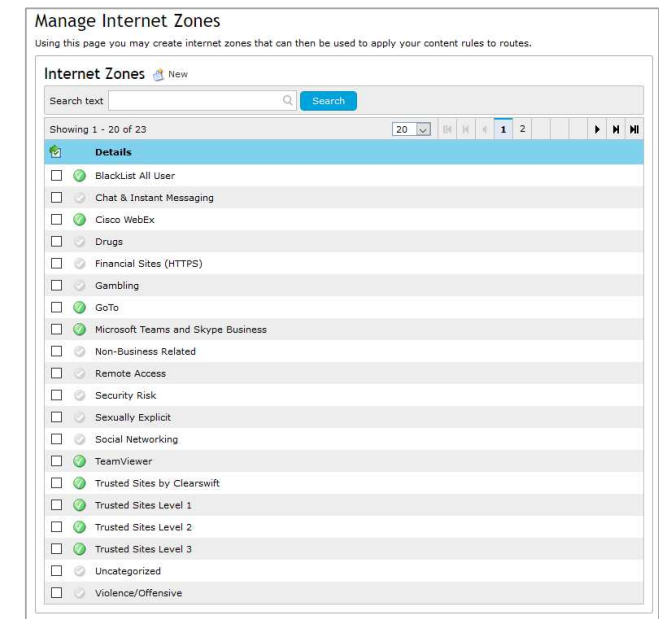 Manage Internet Zones
Using this page you may create internet zones that can then be used to apply your content rules to routes.
Internet Zones New
Search text Search
Showing 1 - 20 of 23 20 1 2
Details
BlackList All User
Chat & Instant Messaging
Cisco WebEx
Drugs
Financial Sites (HTTPS)
Gambling
GoTo
Microsoft Teams and Skype Business
Non-Business Related
Remote Access
Security Risk
Sexually Explicit
Social Networking
TeamViewer
Trusted Sites by Clearswift
Trusted Sites Level 1
Trusted Sites Level 2
Trusted Sites Level 3
Uncategorized
Violence/Offensive